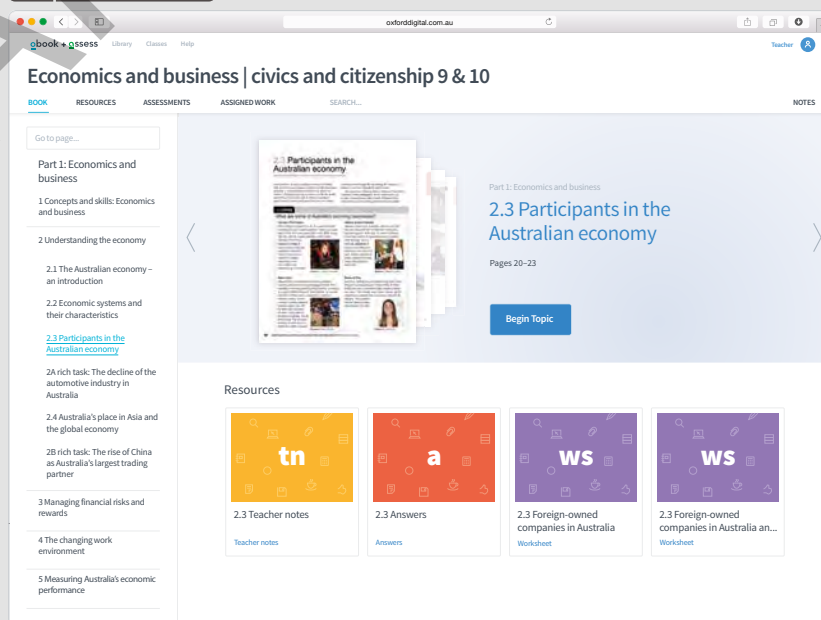 oxforddigital.com.au
obook + assess Library Classes Help Teacher
Economics and business | civics and citizenship 9 & 10
BOOK RESOURCES ASSESSMENTS ASSIGNED WORK SEARCH... NOTES
Go to page...
Part 1: Economics and
business
1 Concepts and skills: Economics
and business
2 Understanding the economy
2.1 The Australian economy –
an introduction
2.2 Economic systems and
their characteristics
2.3 Participants in the
Australian economy
2A rich task: The decline of the
automotive industry in
Australia
2.4 Australia's place in Asia and
the global economy
2B rich task: The rise of China
as Australia's largest trading
partner
3 Managing financial risks and
rewards
4 The changing work
environment
5 Measuring Australia's economic
performance
2.3 Participants in the
Australian economy
Part 1: Economics and business
2.3 Participants in the
Australian economy
Pages 20–23
Begin Topic
Resources
tn
2.3 Teacher notes
Teacher notes
a
2.3 Answers
Answers
ws
2.3 Foreign-owned
companies in Australia
Worksheet
ws
2.3 Foreign-owned
companies in Australia an...
Worksheet